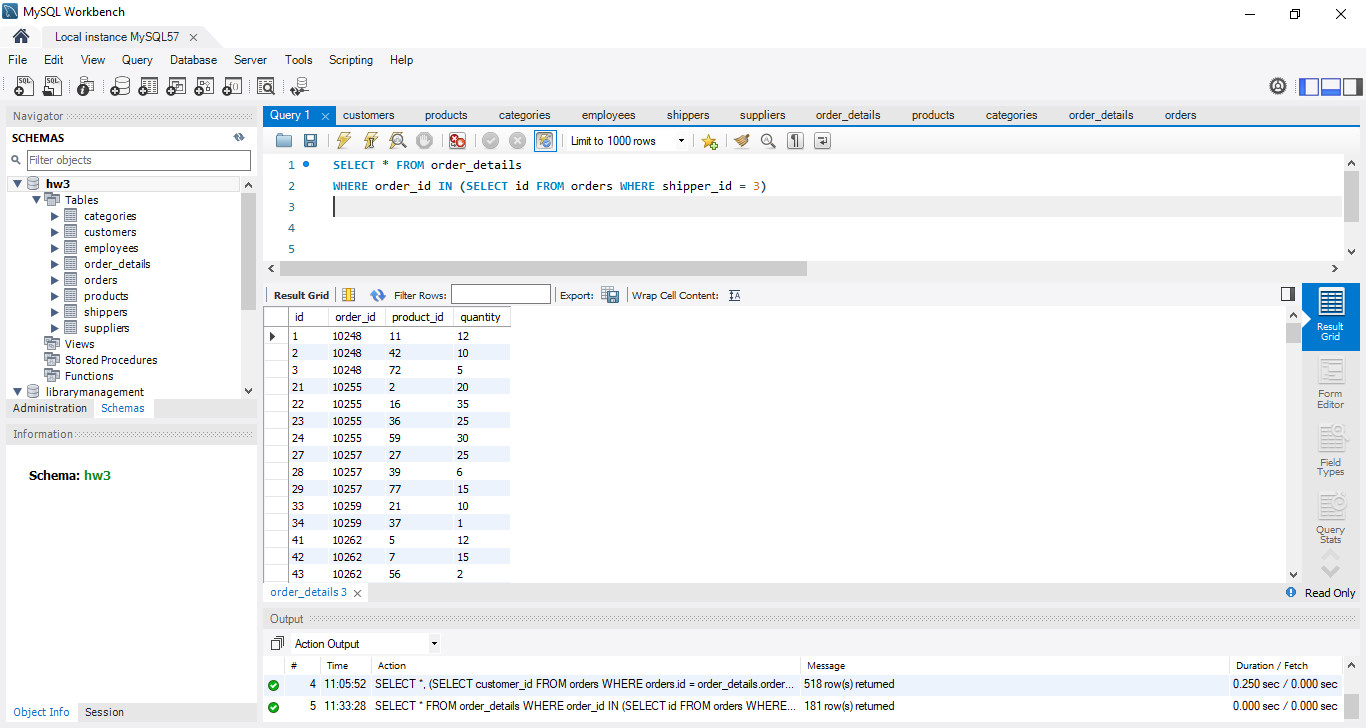 MySQL Workbench
Local instance MySQL57
File Edit View Query Database Server Tools Scripting Help
Navigator
SCHEMAS
Filter objects
hw3
Tables
categories
customers
employees
order_details
orders
products
shippers
suppliers
Views
Stored Procedures
Functions
librarymanagement
Administration Schemas
Information
Schema: hw3
Object Info Session
Query 1 customers products categories employees shippers suppliers order_details products categories order_details orders
Limit to 1000 rows
1 SELECT * FROM order_details
2 WHERE order_id IN (SELECT id FROM orders WHERE shipper_id = 3)
3
4
5
Result Grid Filter Rows: Export: Wrap Cell Content: IA
id order_id product_id quantity
1 10248 11 12
2 10248 42 10
3 10248 72 5
21 10255 2 20
22 10255 16 35
23 10255 36 25
24 10255 59 30
27 10257 27 25
28 10257 39 6
29 10257 77 15
33 10259 21 10
34 10259 37 1
41 10262 5 12
42 10262 7 15
43 10262 56 2
Result
Grid
Form
Editor
Field
Types
Query
Stats
order_details 3
Read Only
Output
Action Output
# Time Action Message Duration / Fetch
4 11:05:52 SELECT *, (SELECT customer_id FROM orders WHERE orders.id = order_details.order... 518 row(s) returned 0.250 sec / 0.000 sec
5 11:33:28 SELECT * FROM order_details WHERE order_id IN (SELECT id FROM orders WHERE... 181 row(s) returned 0.000 sec / 0.000 sec